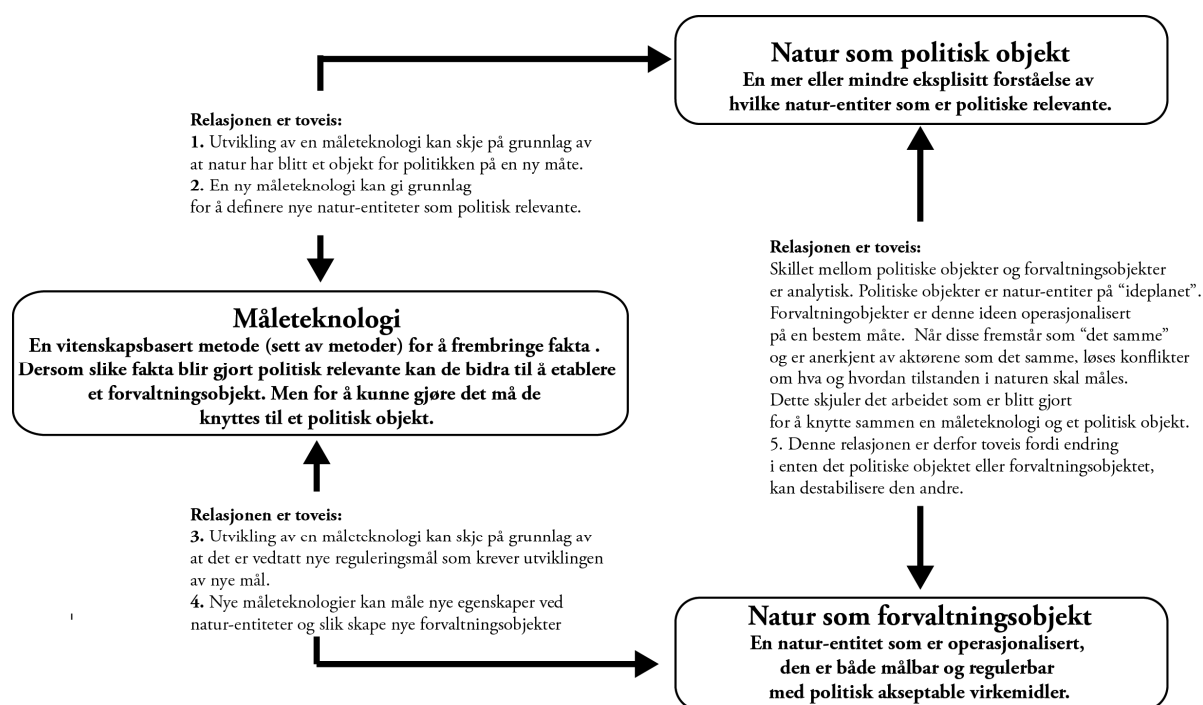 Natur som politisk objekt
En mer eller mindre eksplisitt forståelse av
hvilke natur-entiter som er politiske relevante.
Relasjonen er toveis:
1. Utvikling av en måleteknologi kan skje på grunnlag av
at natur har blitt et objekt for politikken på en ny måte.
2. En ny måleteknologi kan gi grunnlag
for å definere nye natur-entiteter som politisk relevante.
Måleteknologi
En vitenskapsbasert metode (sett av metoder) for å frembringe fakta .
Dersom slike fakta blir gjort politisk relevante kan de bidra til å etablere
et forvaltningsobjekt. Men for å kunne gjøre det må de
knyttes til et politisk objekt.
Relasjonen er toveis:
Skillet mellom politiske objekter og forvaltningsobjekter
er analytisk. Politiske objekter er natur-entiter på “ideplanet”.
Forvaltningobjekter er denne ideen operasjonalisert
på en bestem måte. Når disse fremstår som “det samme”
og er anerkjent av aktørene som det samme, løses konflikter
om hva og hvordan tilstanden i naturen skal måles.
Dette skjuler det arbeidet som er blitt gjort
for å knytte sammen en måleteknologi og et politisk objekt.
5. Denne relasjonen er derfor toveis fordi endring
i enten det politiske objektet eller forvaltningsobjektet,
kan destabilisere den andre.
Relasjonen er toveis:
3. Utvikling av en måleteknologi kan skje på grunnlag av
at det er vedtatt nye reguleringsmål som krever utviklingen
av nye mål.
4. Nye måleteknologier kan måle nye egenskaper ved
natur-entiteter og slik skape nye forvaltningsobjekter
Natur som forvaltningsobjekt
En natur-entitet som er operasjonalisert,
den er både målbar og regulerbar
med politisk akseptable virkemidler.